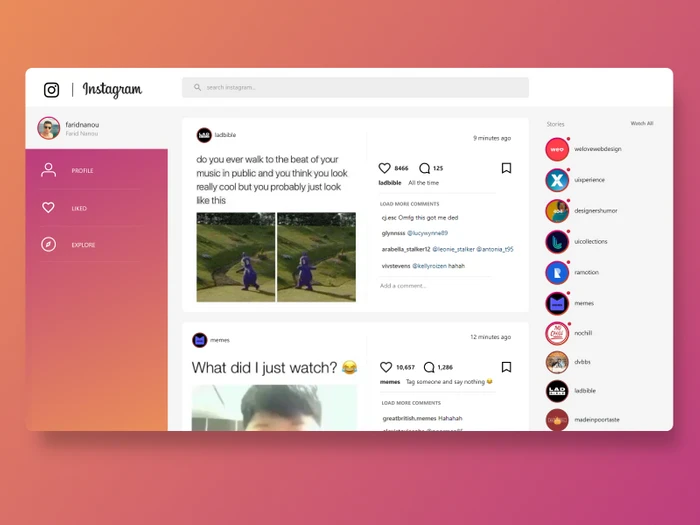 Instagram
search instagram...
faridnanou
Farid Nanou
PROFILE
LIKED
EXPLORE
ladbible
9 minutes ago
do you ever walk to the beat of your
music in public and you think you look
really cool but you probably just look
like this
8466
125
ladbible All the time
LOAD MORE COMMENTS
cj.esc Omfg this got me ded
glynnsss @lucywynne89
arabella_stalker12 @leonie_stalker @antonia_t95
vivstevens @kellyroizen hahah
Add a comment...
memes
12 minutes ago
What did I just watch? 😂
10,657
1,286
memes Tag someone and say nothing 😂
LOAD MORE COMMENTS
greatbritish.memes Hahahah
Stories
Watch All
welovewebdesign
uixperience
designershumor
uicollections
ramotion
memes
nochill
dvbbs
LAD
BIBLE
ladbible
madeinpoortaste